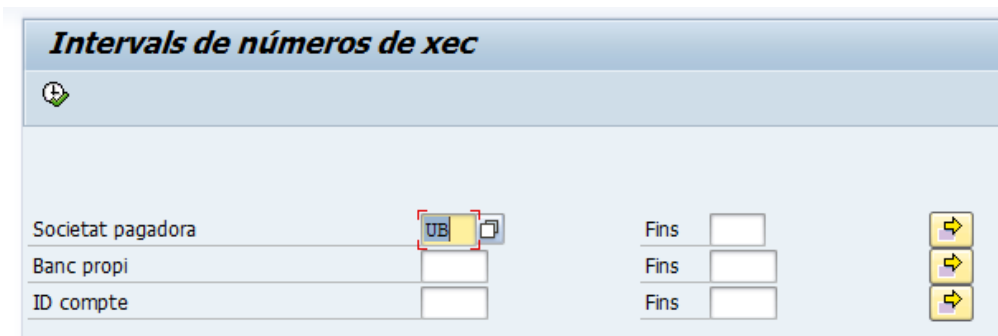 Intervals de números de xec
Societat pagadora UB Fins
Banc propi Fins
ID compte Fins